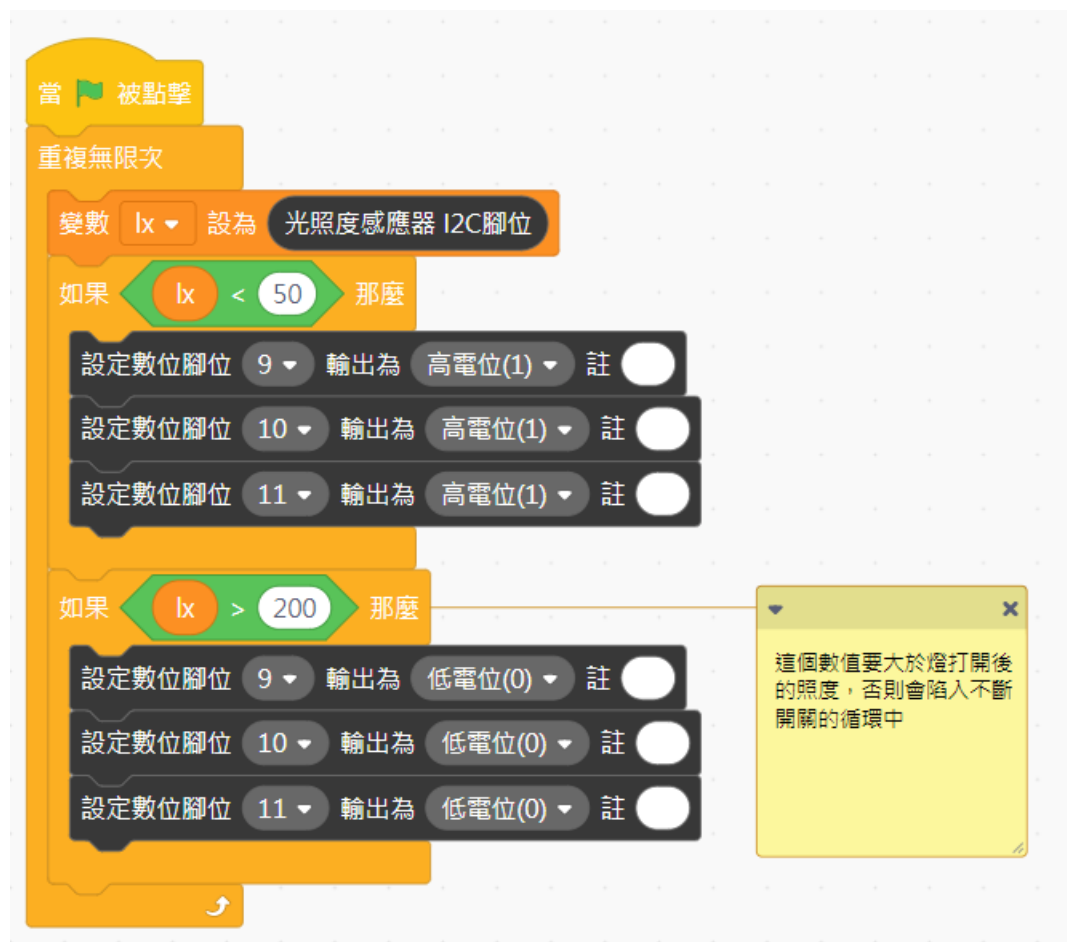 當 被點擊
重複無限次
變數 lx 設為 光照度感應器 I2C腳位
如果 lx < 50 那麼
設定數位腳位 9 輸出為 高電位(1) 註
設定數位腳位 10 輸出為 高電位(1) 註
設定數位腳位 11 輸出為 高電位(1) 註
如果 lx > 200 那麼
設定數位腳位 9 輸出為 低電位(0) 註
設定數位腳位 10 輸出為 低電位(0) 註
設定數位腳位 11 輸出為 低電位(0) 註
這個數值要大於燈打開後
的照度，否則會陷入不斷
開關的循環中